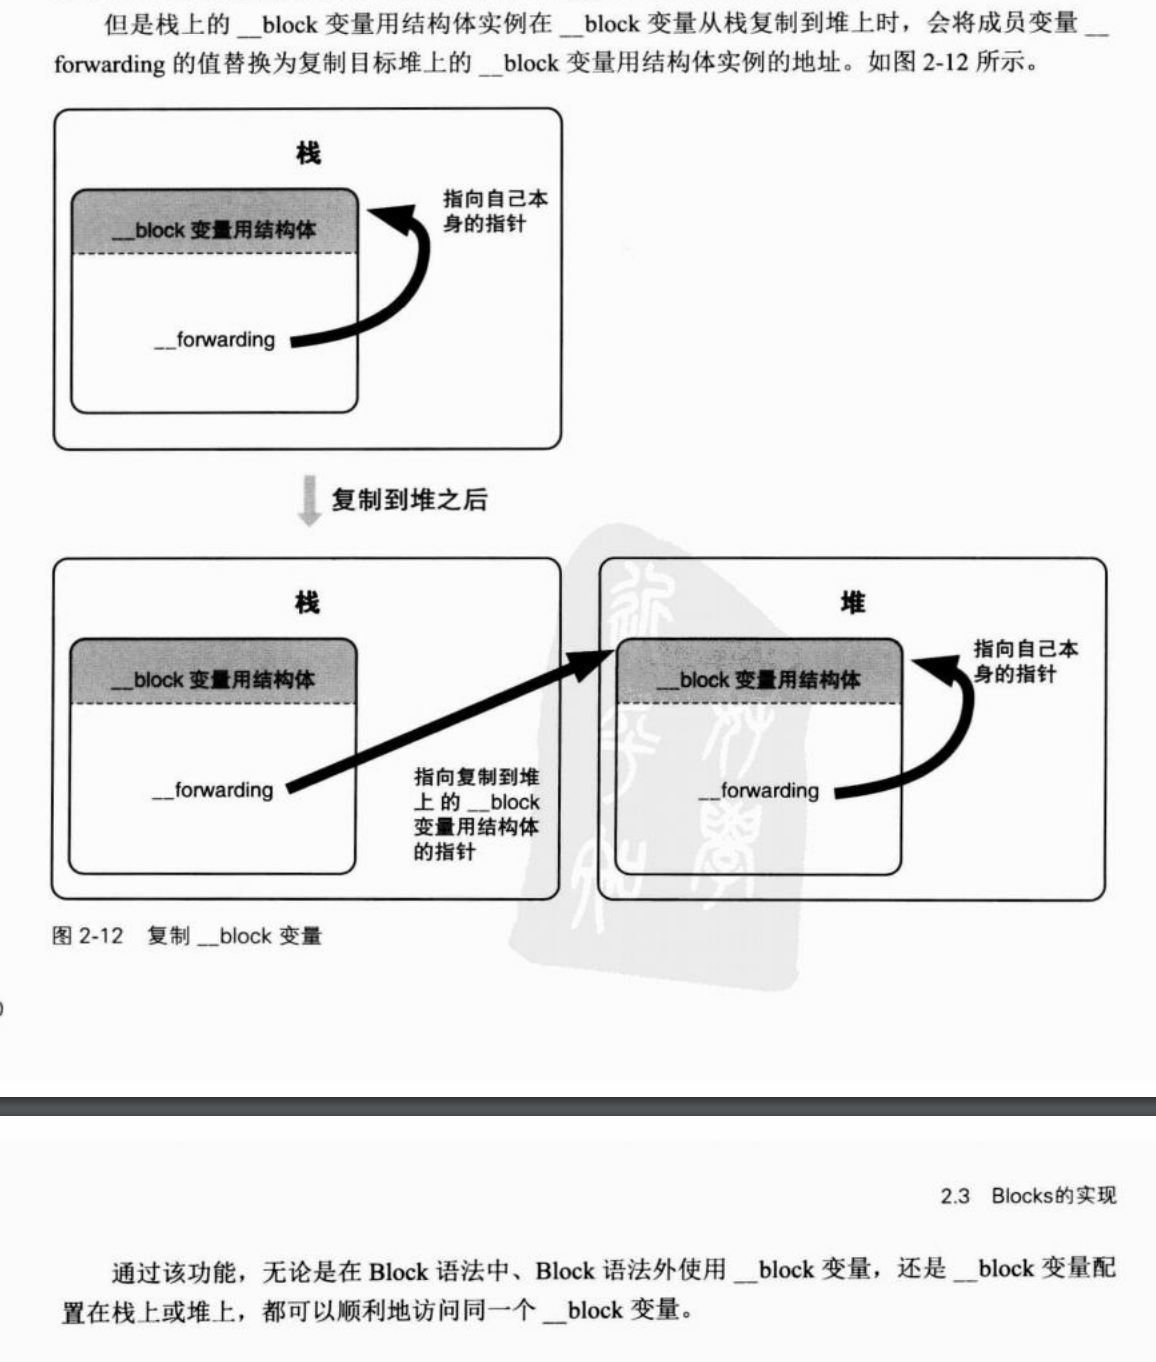 但是栈上的 __block 变量用结构体实例在 __block 变量从栈复制到堆上时，会将成员变量 __
forwarding 的值替换为复制目标堆上的 __block 变量用结构体实例的地址。如图 2-12 所示。
栈
指向自己本
身的指针
__block 变量用结构体
__forwarding
复制到堆之后
栈
__block 变量用结构体
__forwarding
指向复制到堆
上 的 __block
变量用结构体
的指针
堆
指向自己本
身的指针
__block 变量用结构体
__forwarding
图 2-12 复制 __block 变量
2.3 Blocks的实现
通过该功能，无论是在 Block 语法中、Block 语法外使用 __block 变量，还是 __block 变量配
置在栈上或堆上，都可以顺利地访问同一个 __block 变量。